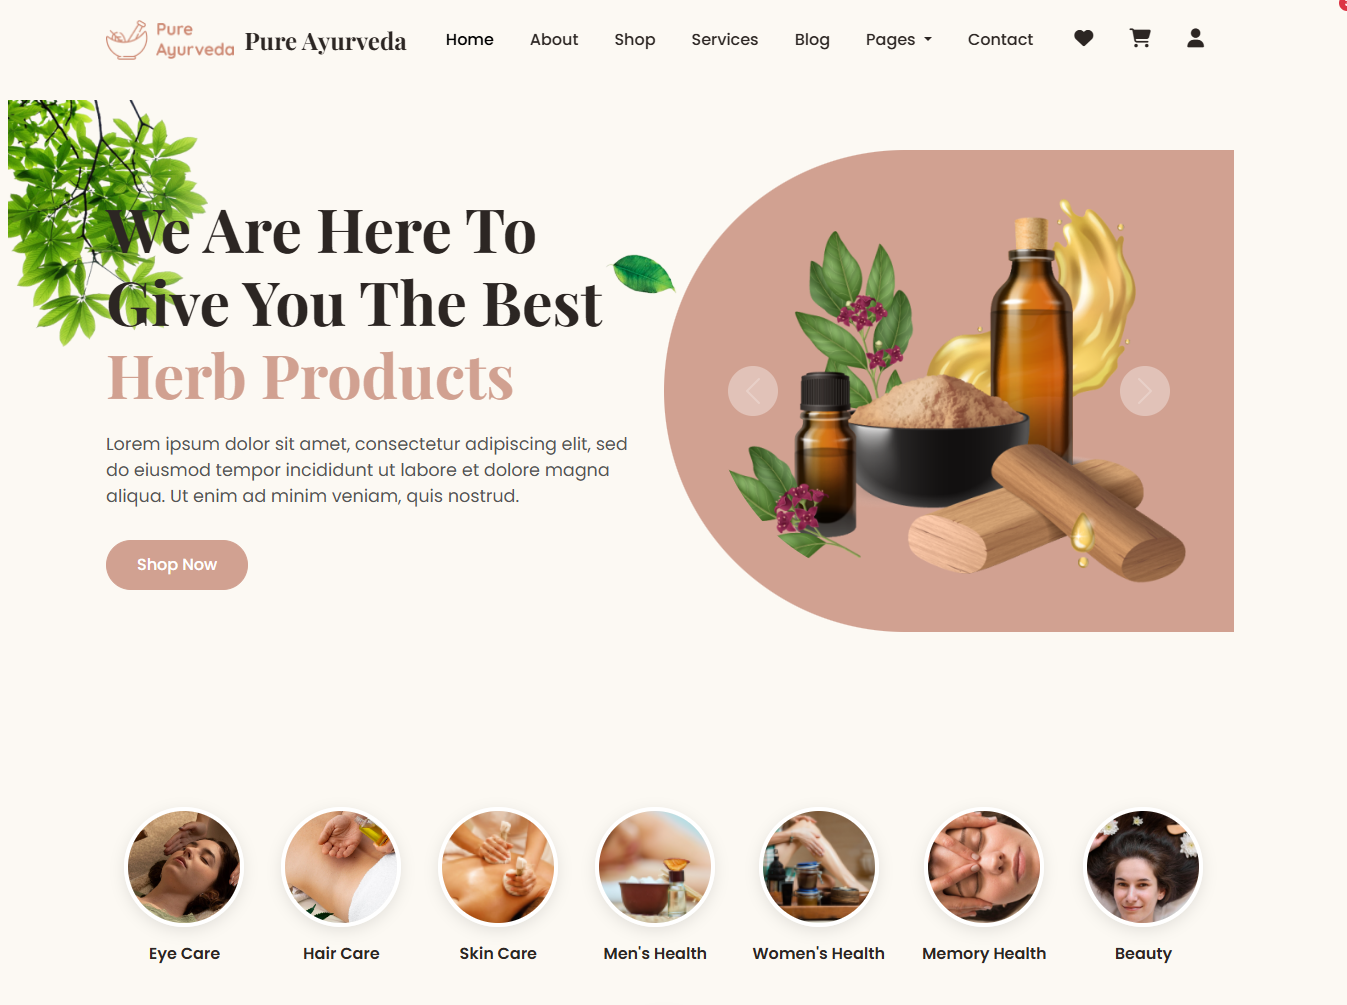 Pure
Ayurveda
Pure Ayurveda
Home About Shop Services Blog Pages Contact
We Are Here To
Give You The Best
Herb Products
Lorem ipsum dolor sit amet, consectetur adipiscing elit, sed
do eiusmod tempor incididunt ut labore et dolore magna
aliqua. Ut enim ad minim veniam, quis nostrud.
Shop Now
Eye Care Hair Care Skin Care Men's Health Women's Health Memory Health Beauty